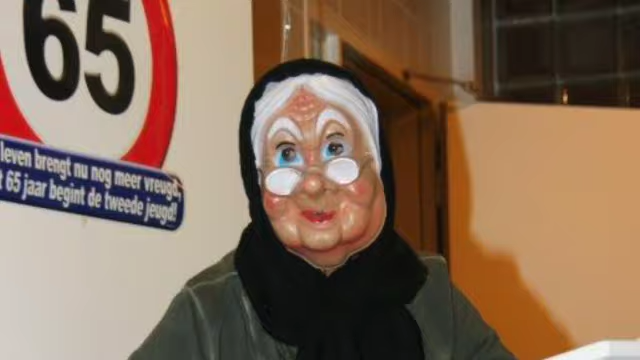 65
leven brengt nu nog meer vreugd,
65 jaar begint de tweede jeugd!